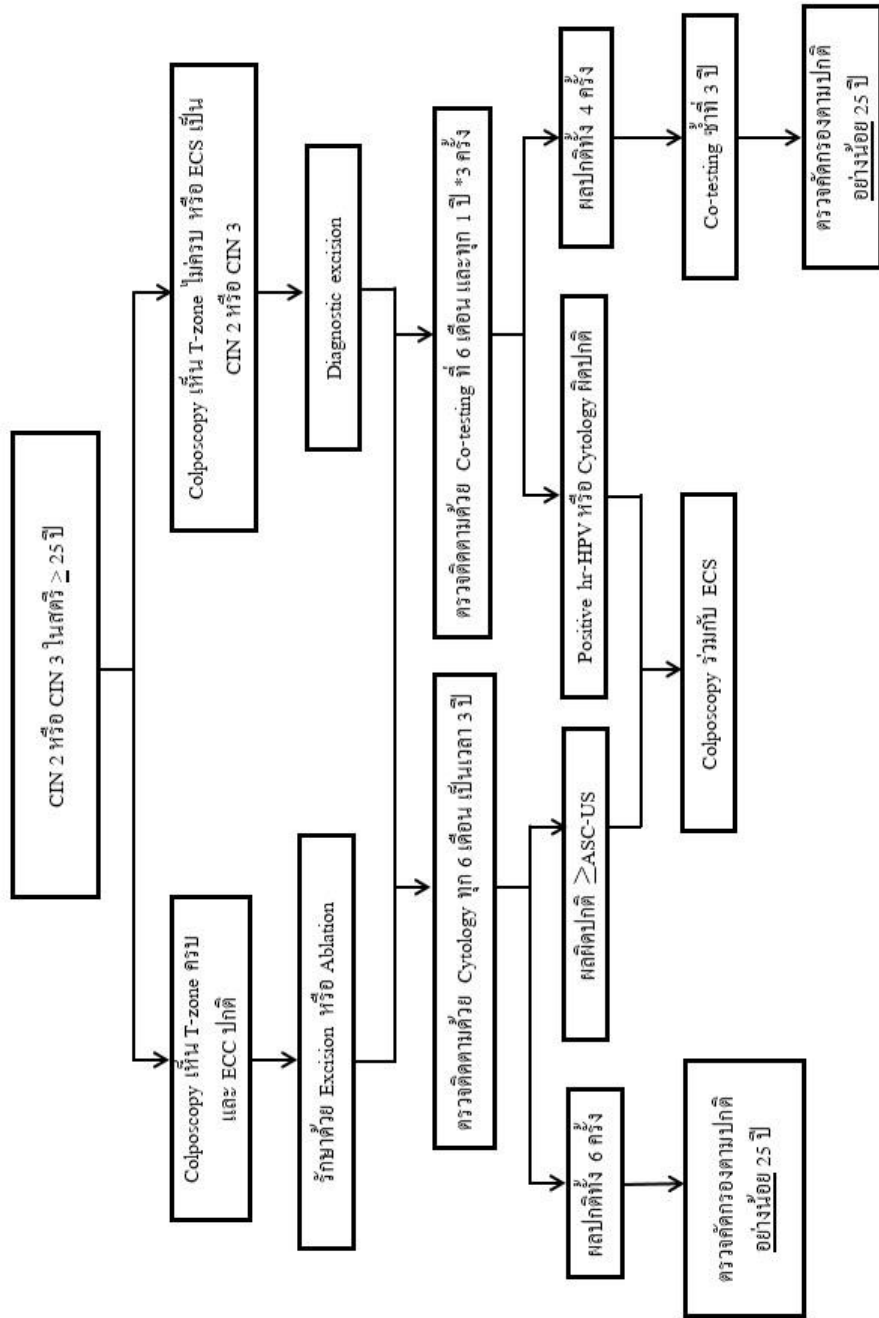 CIN 2 หรือ CIN 3 ในสตรี ≥ 25 ปี
Colposcopy เห็น T-zone ครบ
และ ECC ปกติ
Colposcopy เห็น T-zone ไม่ครบ หรือ ECS เป็น
CIN 2 หรือ CIN 3
รักษาด้วย Excision หรือ Ablation
Diagnostic excision
ตรวจติดตามด้วย Cytology ทุก 6 เดือน เป็นเวลา 3 ปี
ตรวจติดตามด้วย Co-testing ที่ 6 เดือน และทุก 1 ปี *3 ครั้ง
ผลปกติทั้ง 6 ครั้ง
ผลผิดปกติ ≥ASC-US
Positive hr-HPV หรือ Cytology ผิดปกติ
ผลปกติทั้ง 4 ครั้ง
ตรวจคัดกรองตามปกติ
อย่างน้อย 25 ปี
Colposcopy ร่วมกับ ECS
Co-testing ซ้ำที่ 3 ปี
ตรวจคัดกรองตามปกติ
อย่างน้อย 25 ปี